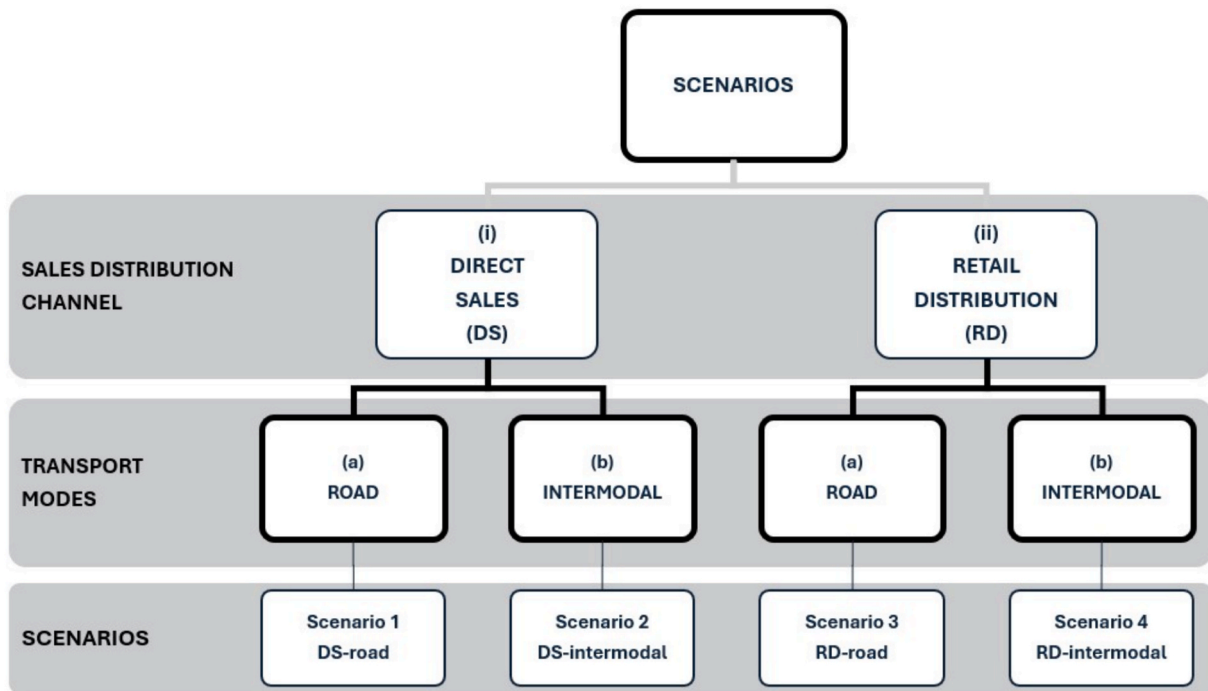 SCENARIOS
SALES DISTRIBUTION
CHANNEL
(i)
DIRECT
SALES
(DS)
(ii)
RETAIL
DISTRIBUTION
(RD)
TRANSPORT
MODES
(a)
ROAD
(b)
INTERMODAL
(a)
ROAD
(b)
INTERMODAL
SCENARIOS
Scenario 1
DS-road
Scenario 2
DS-intermodal
Scenario 3
RD-road
Scenario 4
RD-intermodal